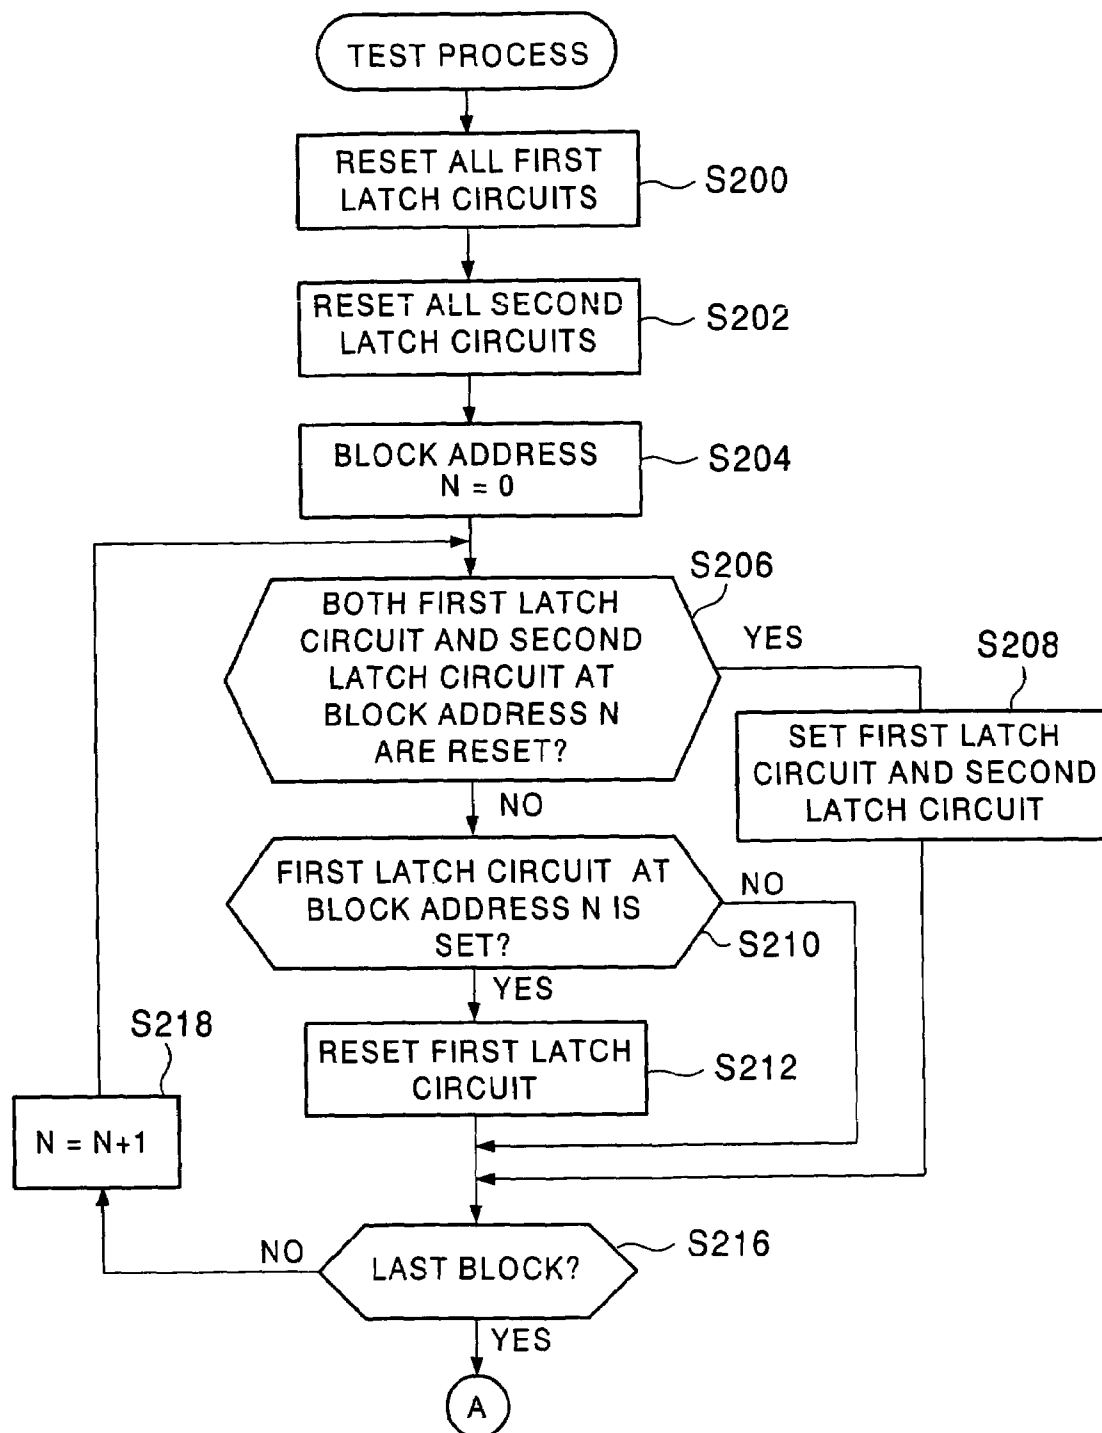 TEST PROCESS
RESET ALL FIRST
LATCH CIRCUITS
S200
RESET ALL SECOND
LATCH CIRCUITS
S202
BLOCK ADDRESS
N = 0
S204
BOTH FIRST LATCH
CIRCUIT AND SECOND
LATCH CIRCUIT AT
BLOCK ADDRESS N
ARE RESET?
S206
YES
S208
SET FIRST LATCH
CIRCUIT AND SECOND
LATCH CIRCUIT
NO
FIRST LATCH CIRCUIT AT
BLOCK ADDRESS N IS
SET?
NO
S210
YES
RESET FIRST LATCH
CIRCUIT
S212
S218
N = N+1
LAST BLOCK?
S216
NO
YES
A